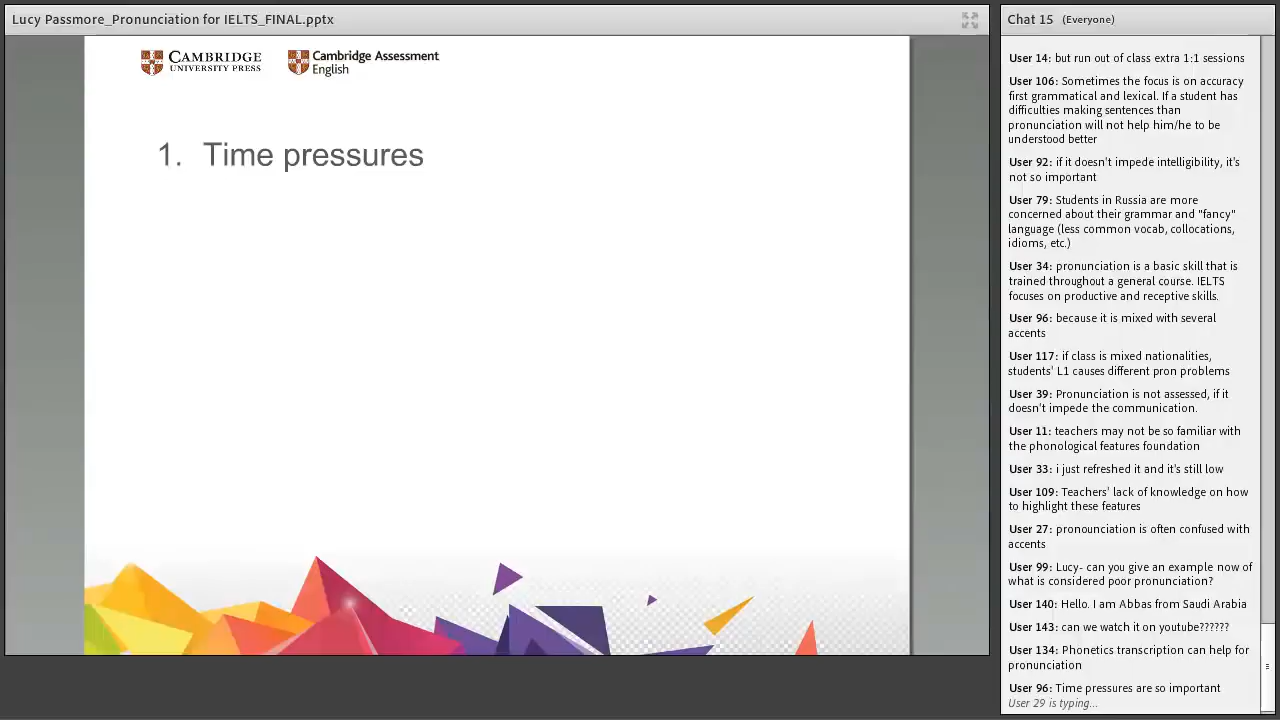 Lucy Passmore_Pronunciation for IELTS_FINAL.pptx
CAMBRIDGE
UNIVERSITY PRESS
Cambridge Assessment
English
1. Time pressures
Chat 15 (Everyone)
User 14: but run out of class extra 1:1 sessions
User 106: Sometimes the focus is on accuracy
first grammatical and lexical. If a student has
difficulties making sentences than
pronunciation will not help him/he to be
understood better
User 92: if it doesn't impede intelligibility, it's
not so important
User 79: Students in Russia are more
concerned about their grammar and "fancy"
language (less common vocab, collocations,
idioms, etc.)
User 34: pronunciation is a basic skill that is
trained throughout a general course. IELTS
focuses on productive and receptive skills.
User 96: because it is mixed with several
accents
User 117: if class is mixed nationalities,
students' L1 causes different pron problems
User 39: Pronunciation is not assessed, if it
doesn't impede the communication.
User 11: teachers may not be so familiar with
the phonological features foundation
User 33: i just refreshed it and it's still low
User 109: Teachers' lack of knowledge on how
to highlight these features
User 27: pronounciation is often confused with
accents
User 99: Lucy- can you give an example now of
what is considered poor pronunciation?
User 140: Hello. I am Abbas from Saudi Arabia
User 143: can we watch it on youtube??????
User 134: Phonetics transcription can help for
pronunciation
User 96: Time pressures are so important
User 29 is typing...